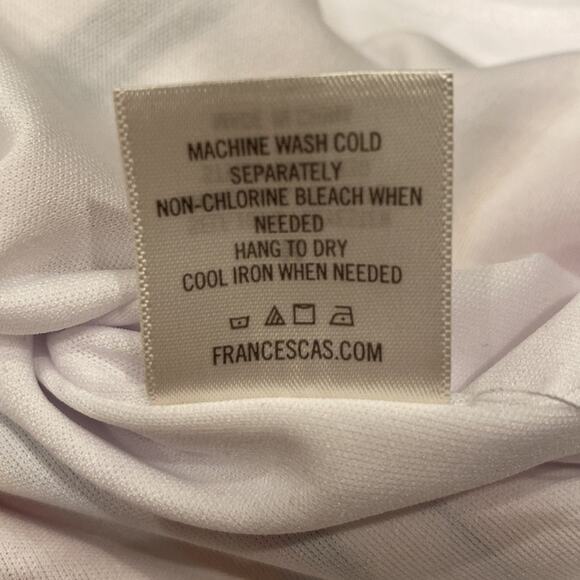 MACHINE WASH COLD
SEPARATELY
NON-CHLORINE BLEACH WHEN
NEEDED
HANG TO DRY
COOL IRON WHEN NEEDED
FRANCESCAS.COM